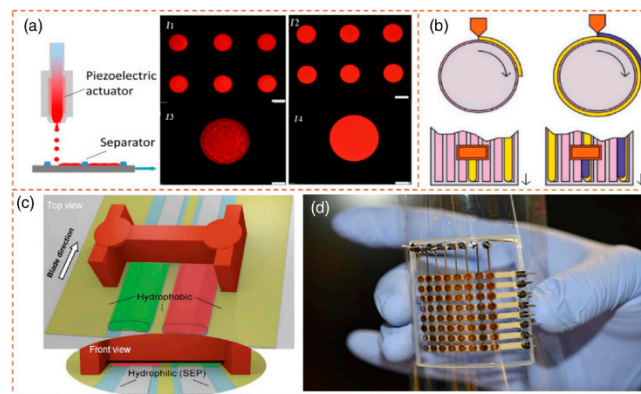 (a)
Piezoelectric
actuator
Separator
I1
I2
I3
I4
(b)
(c)
Top view
Blade direction
Hydrophobic
Front view
Hydrophilic (SEP)
(d)